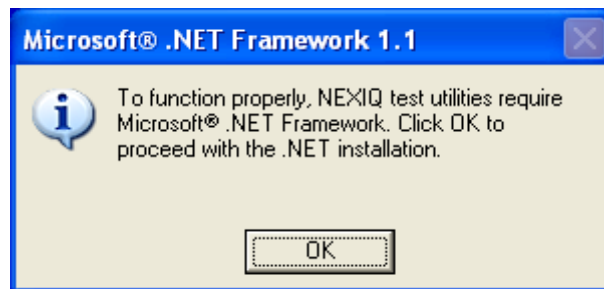 Microsoft® .NET Framework 1.1
To function properly, NEXIQ test utilities require
Microsoft® .NET Framework. Click OK to
proceed with the .NET installation.
OK